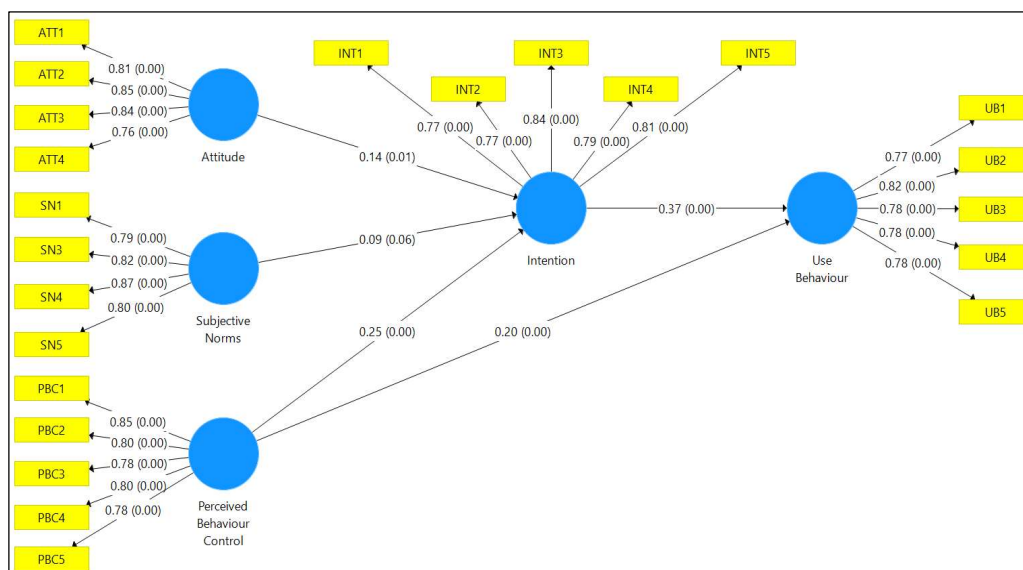 ATT1
ATT2
ATT3
ATT4
0.81 (0.00)
0.85 (0.00)
0.84 (0.00)
0.76 (0.00)
Attitude
SN1
SN3
SN4
SN5
0.79 (0.00)
0.82 (0.00)
0.87 (0.00)
0.80 (0.00)
Subjective
Norms
PBC1
PBC2
PBC3
PBC4
PBC5
0.85 (0.00)
0.80 (0.00)
0.78 (0.00)
0.80 (0.00)
0.78 (0.00)
Perceived
Behaviour
Control
0.14 (0.01)
0.09 (0.06)
0.25 (0.00)
0.20 (0.00)
INT1
INT2
INT3
INT4
INT5
0.77 (0.00)
0.77 (0.00)
0.84 (0.00)
0.79 (0.00)
0.81 (0.00)
Intention
0.37 (0.00)
Use
Behaviour
0.77 (0.00)
0.82 (0.00)
0.78 (0.00)
0.78 (0.00)
0.78 (0.00)
UB1
UB2
UB3
UB4
UB5